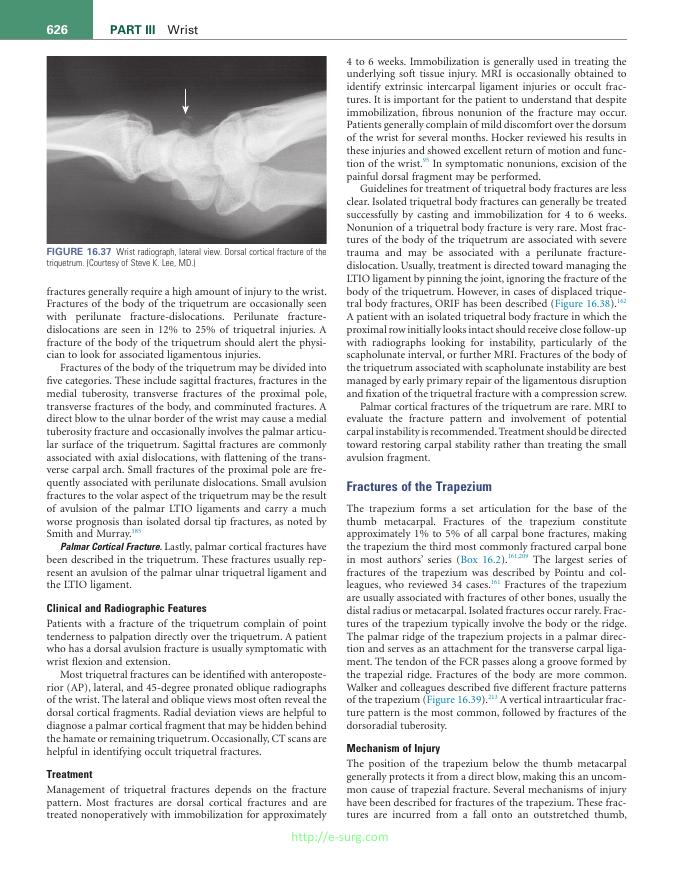 626
PART III Wrist
FIGURE 16.37 Wrist radiograph, lateral view. Dorsal cortical fracture of the
triquetrum. (Courtesy of Steve K. Lee, MD.)
fractures generally require a high amount of injury to the wrist.
Fractures of the body of the triquetrum are occasionally seen
with perilunate fracture-dislocations. Perilunate fracture-
dislocations are seen in 12% to 25% of triquetral injuries. A
fracture of the body of the triquetrum should alert the physi-
cian to look for associated ligamentous injuries.
Fractures of the body of the triquetrum may be divided into
five categories. These include sagittal fractures, fractures in the
medial tuberosity, transverse fractures of the proximal pole,
transverse fractures of the body, and comminuted fractures. A
direct blow to the ulnar border of the wrist may cause a medial
tuberosity fracture and occasionally involves the palmar articu-
lar surface of the triquetrum. Sagittal fractures are commonly
associated with axial dislocations, with flattening of the trans-
verse carpal arch. Small fractures of the proximal pole are fre-
quently associated with perilunate dislocations. Small avulsion
fractures to the volar aspect of the triquetrum may be the result
of avulsion of the palmar LTIO ligaments and carry a much
worse prognosis than isolated dorsal tip fractures, as noted by
Smith and Murray.185
Palmar Cortical Fracture. Lastly, palmar cortical fractures have
been described in the triquetrum. These fractures usually rep-
resent an avulsion of the palmar ulnar triquetral ligament and
the LTIO ligament.
Clinical and Radiographic Features
Patients with a fracture of the triquetrum complain of point
tenderness to palpation directly over the triquetrum. A patient
who has a dorsal avulsion fracture is usually symptomatic with
wrist flexion and extension.
Most triquetral fractures can be identified with anteroposte-
rior (AP), lateral, and 45-degree pronated oblique radiographs
of the wrist. The lateral and oblique views most often reveal the
dorsal cortical fragments. Radial deviation views are helpful to
diagnose a palmar cortical fragment that may be hidden behind
the hamate or remaining triquetrum. Occasionally, CT scans are
helpful in identifying occult triquetral fractures.
Treatment
Management of triquetral fractures depends on the fracture
pattern. Most fractures are dorsal cortical fractures and are
treated nonoperatively with immobilization for approximately
4 to 6 weeks. Immobilization is generally used in treating the
underlying soft tissue injury. MRI is occasionally obtained to
identify extrinsic intercarpal ligament injuries or occult frac-
tures. It is important for the patient to understand that despite
immobilization, fibrous nonunion of the fracture may occur.
Patients generally complain of mild discomfort over the dorsum
of the wrist for several months. Hocker reviewed his results in
these injuries and showed excellent return of motion and func-
tion of the wrist.95 In symptomatic nonunions, excision of the
painful dorsal fragment may be performed.
Guidelines for treatment of triquetral body fractures are less
clear. Isolated triquetral body fractures can generally be treated
successfully by casting and immobilization for 4 to 6 weeks.
Nonunion of a triquetral body fracture is very rare. Most frac-
tures of the body of the triquetrum are associated with severe
trauma and may be associated with a perilunate fracture-
dislocation. Usually, treatment is directed toward managing the
LTIO ligament by pinning the joint, ignoring the fracture of the
body of the triquetrum. However, in cases of displaced trique-
tral body fractures, ORIF has been described (Figure 16.38).162
A patient with an isolated triquetral body fracture in which the
proximal row initially looks intact should receive close follow-up
with radiographs looking for instability, particularly of the
scapholunate interval, or further MRI. Fractures of the body of
the triquetrum associated with scapholunate instability are best
managed by early primary repair of the ligamentous disruption
and fixation of the triquetral fracture with a compression screw.
Palmar cortical fractures of the triquetrum are rare. MRI to
evaluate the fracture pattern and involvement of potential
carpal instability is recommended. Treatment should be directed
toward restoring carpal stability rather than treating the small
avulsion fragment.
Fractures of the Trapezium
The trapezium forms a set articulation for the base of the
thumb metacarpal. Fractures of the trapezium constitute
approximately 1% to 5% of all carpal bone fractures, making
the trapezium the third most commonly fractured carpal bone
in most authors' series (Box 16.2).161,209 The largest series of
fractures of the trapezium was described by Pointu and col-
leagues, who reviewed 34 cases.161 Fractures of the trapezium
are usually associated with fractures of other bones, usually the
distal radius or metacarpal. Isolated fractures occur rarely. Frac-
tures of the trapezium typically involve the body or the ridge.
The palmar ridge of the trapezium projects in a palmar direc-
tion and serves as an attachment for the transverse carpal liga-
ment. The tendon of the FCR passes along a groove formed by
the trapezial ridge. Fractures of the body are more common.
Walker and colleagues described five different fracture patterns
of the trapezium (Figure 16.39).213 A vertical intraarticular frac-
ture pattern is the most common, followed by fractures of the
dorsoradial tuberosity.
Mechanism of Injury
The position of the trapezium below the thumb metacarpal
generally protects it from a direct blow, making this an uncom-
mon cause of trapezial fracture. Several mechanisms of injury
have been described for fractures of the trapezium. These frac-
tures are incurred from a fall onto an outstretched thumb,
http://e-surg.com